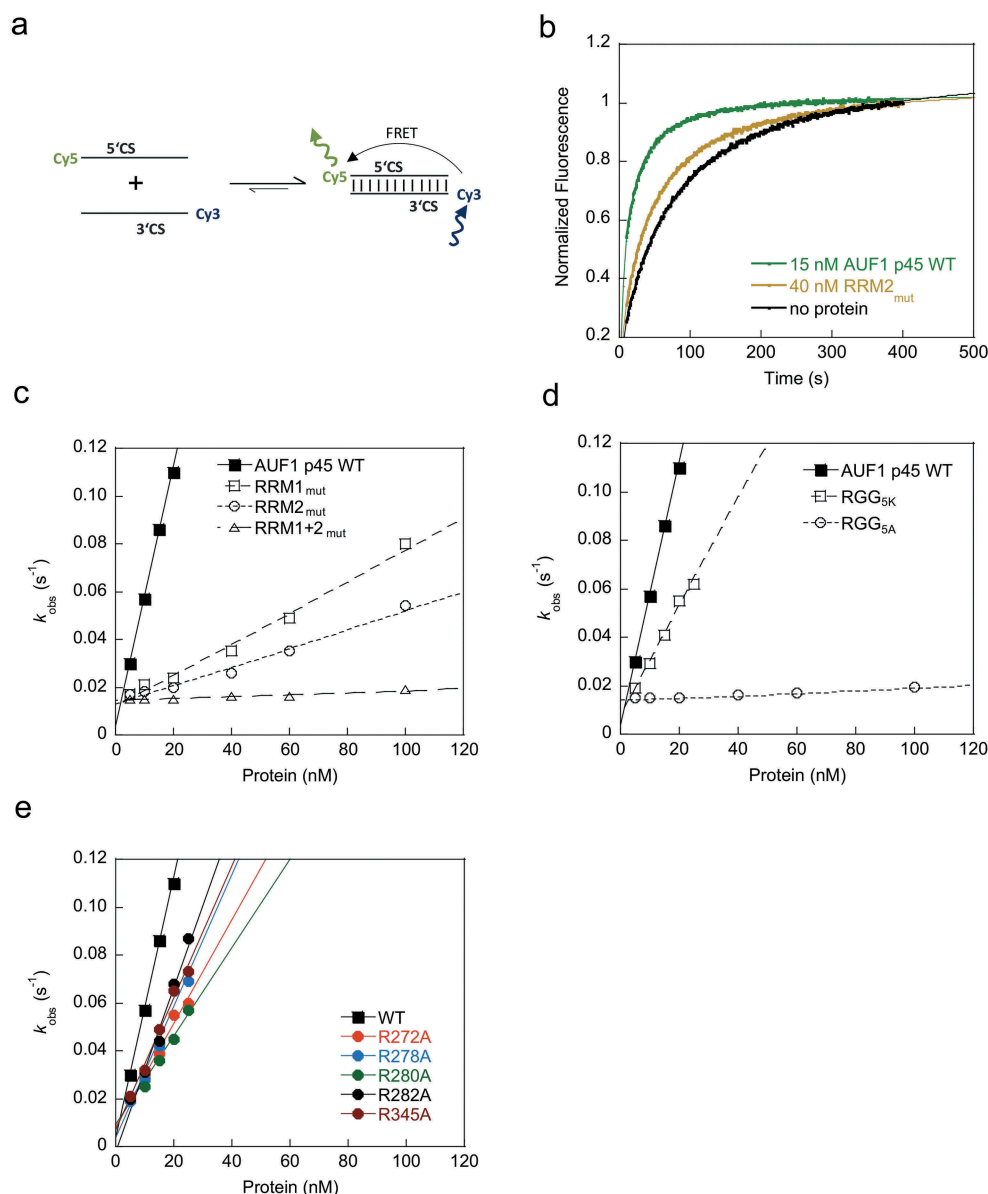 a
5‘CS
Cy5
+
Cy3
3‘CS
FRET
Cy5
5‘CS
Cy3
3‘CS
b
1.2
1
0.8
0.6
0.4
0.2
Normalized Fluorescence
15 nM AUF1 p45 WT
40 nM RRM2mut
no protein
0 100 200 300 400 500
Time (s)
c
0.12
0.10
0.08
0.06
0.04
0.02
0
kobs (s-1)
AUF1 p45 WT
RRM1mut
RRM2mut
RRM1+2mut
0 20 40 60 80 100 120
Protein (nM)
d
0.12
0.10
0.08
0.06
0.04
0.02
0
kobs (s-1)
AUF1 p45 WT
RGG5K
RGG5A
0 20 40 60 80 100 120
Protein (nM)
e
0.12
0.10
0.08
0.06
0.04
0.02
0
kobs (s-1)
WT
R272A
R278A
R280A
R282A
R345A
0 20 40 60 80 100 120
Protein (nM)